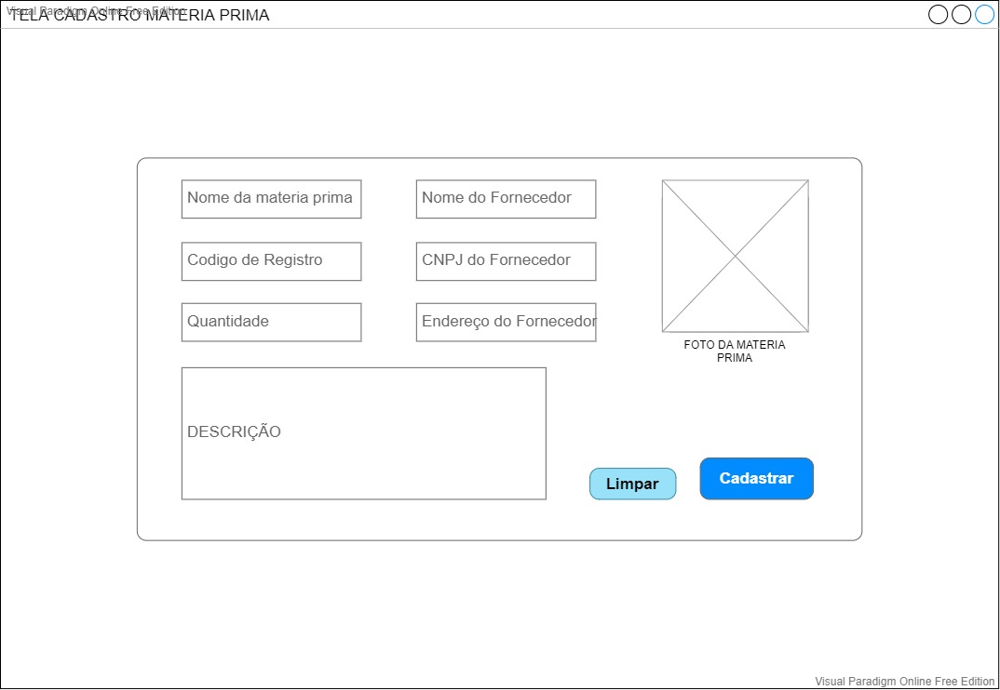 Visual Paradigm Online Free Edition
TELA CADASTRO MATERIA PRIMA
Nome da materia prima
Nome do Fornecedor
Codigo de Registro
CNPJ do Fornecedor
Quantidade
Endereço do Fornecedor
FOTO DA MATERIA
PRIMA
DESCRIÇÃO
Limpar
Cadastrar
Visual Paradigm Online Free Edition